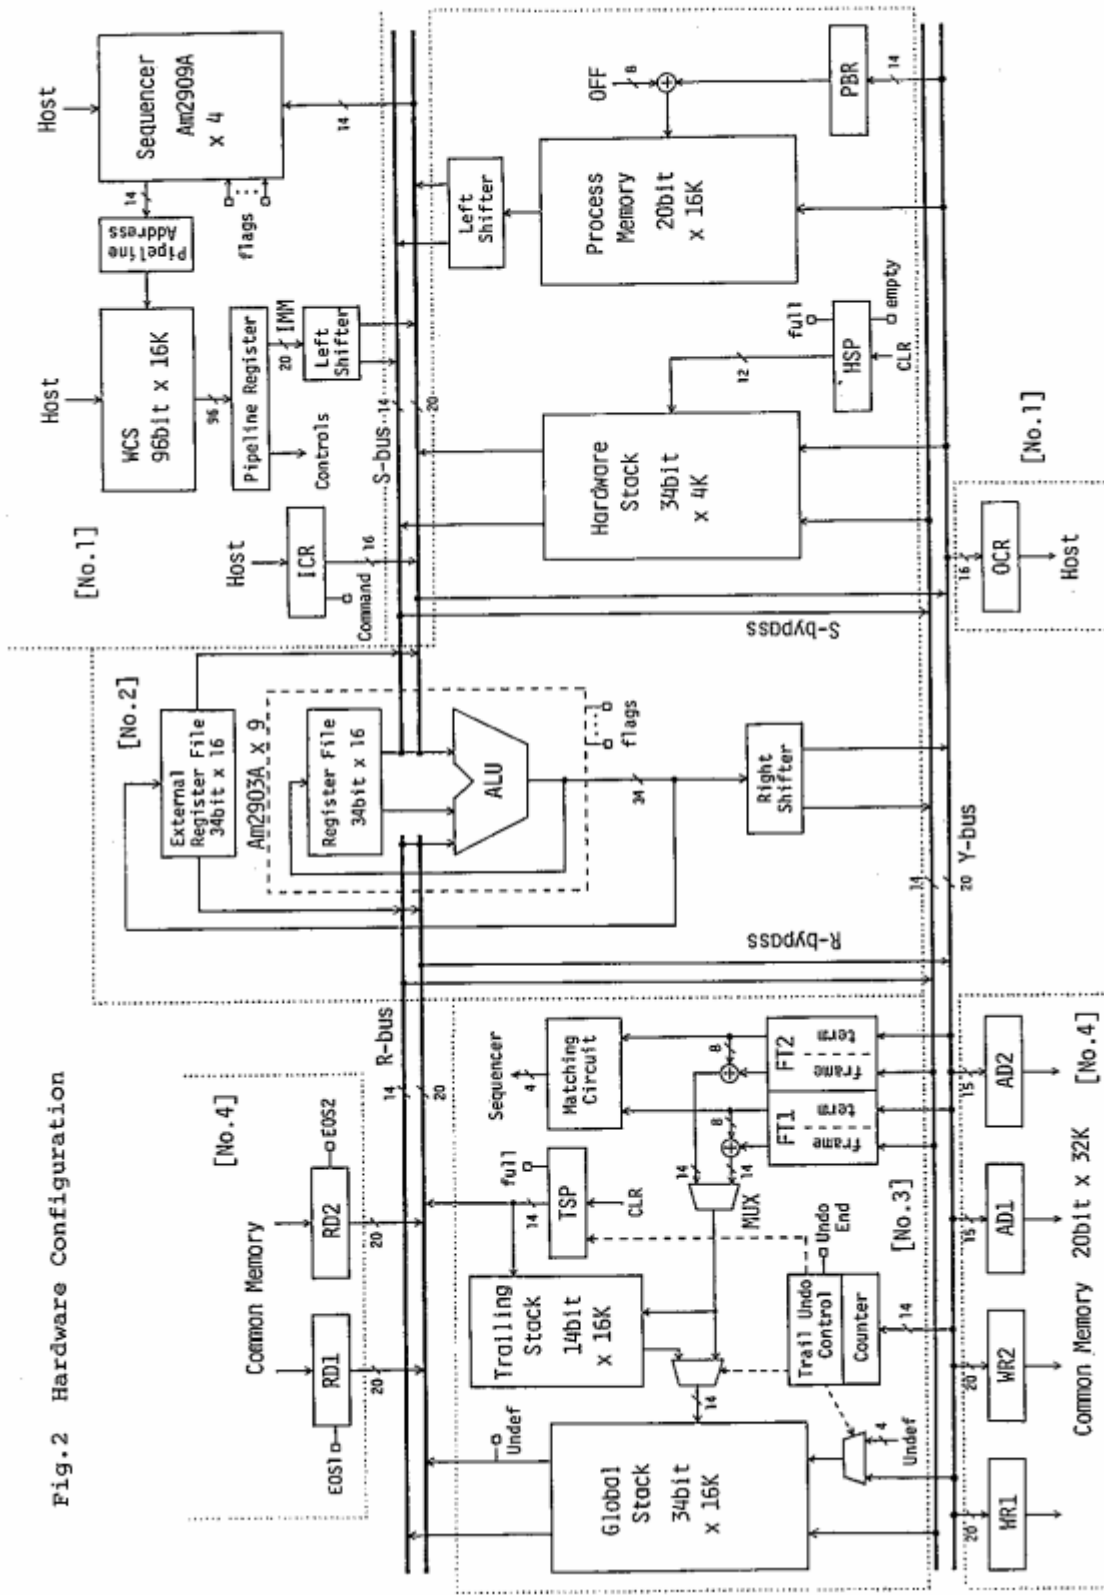 Fig.2 Hardware Configuration
[No.1]
Host
WCS
96bit x 16K
96
Pipeline Register
Controls
20
IMM
Left
Shifter
Pipeline
Address
14
Host
Sequencer
Am2909A
x 4
flags
14
Host
ICR
Command
16
S-bus
14
20
[No.2]
External
Register File
34bit x 16
Am2903A x 9
Register File
34bit x 16
ALU
flags
34
Right
Shifter
R-bypass
S-bypass
14
20
Y-bus
[No.4]
Common Memory
EOS1
RD1
20
RD2
EOS2
20
R-bus
14
20
Undef
Global
Stack
34bit
x 16K
14
Undef
4
Trailing
Stack
14bit
x 16K
14
TSP
full
CLR
MUX
14
14
Trail Undo
Control
Counter
Undo
End
14
[No.3]
Sequencer
4
Matching
Circuit
8
8
FT1
frame
term
FT2
frame
term
Hardware
Stack
34bit
x 4K
12
HSP
full
empty
CLR
Left
Shifter
Process
Memory
20bit
x 16K
OFF
8
PBR
14
20
WR1
20
WR2
15
AD1
15
AD2
Common Memory 20bit x 32K
[No.4]
16
OCR
Host
[No.1]